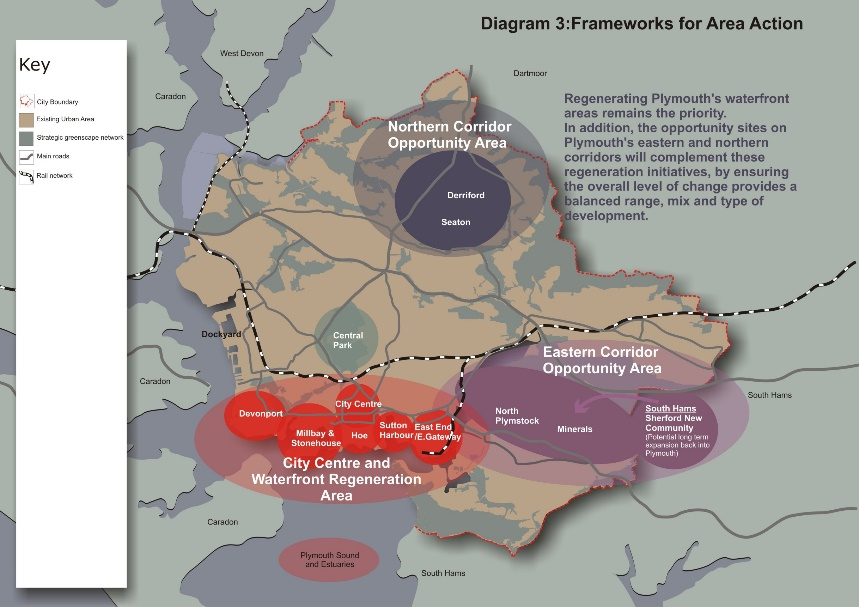 Diagram 3:Frameworks for Area Action
Key
City Boundary
Existing Urban Area
Strategic greenscape network
Main roads
Rail network
West Devon
Dartmoor
Caradon
Regenerating Plymouth's waterfront
areas remains the priority.
In addition, the opportunity sites on
Plymouth's eastern and northern
corridors will complement these
regeneration initiatives, by ensuring
the overall level of change provides a
balanced range, mix and type of
development.
Northern Corridor
Opportunity Area
Derriford
Seaton
Dockyard
Central
Park
Eastern Corridor
Opportunity Area
Caradon
South Hams
City Centre
Devonport
Millbay &
Stonehouse
Hoe
Sutton
Harbour
East End
/E.Gateway
North
Plymstock
Minerals
South Hams
Sherford New
Community
(Potential long term
expansion back into
Plymouth)
City Centre and
Waterfront Regeneration
Area
Caradon
Plymouth Sound
and Estuaries
South Hams